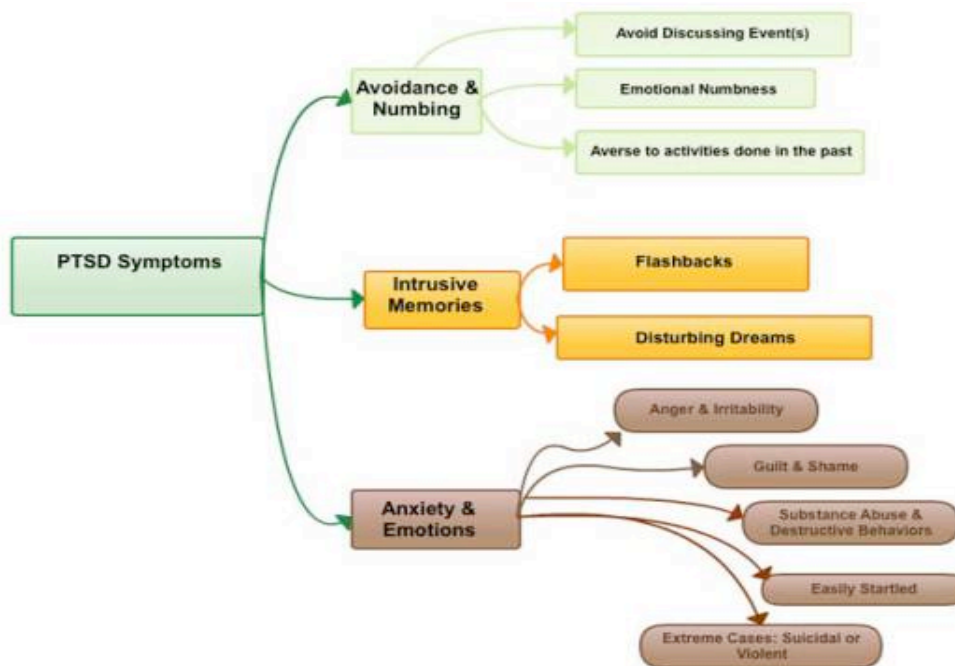 PTSD Symptoms
Avoidance &
Numbing
Avoid Discussing Event(s)
Emotional Numbness
Averse to activities done in the past
Intrusive
Memories
Flashbacks
Disturbing Dreams
Anxiety &
Emotions
Anger & Irritability
Guilt & Shame
Substance Abuse &
Destructive Behaviors
Easily Startled
Extreme Cases: Suicidal or
Violent